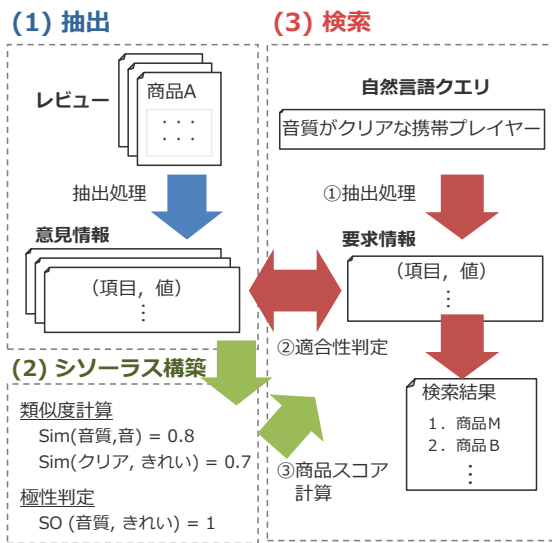 (1) 抽出
レビュー
商品A
・・・
・・・
抽出処理
意見情報
(項目, 値)
⋮
(2) シソーラス構築
類似度計算
Sim(音質,音) = 0.8
Sim(クリア, きれい) = 0.7
極性判定
SO (音質, きれい) = 1
(3) 検索
自然言語クエリ
音質がクリアな携帯プレイヤー
①抽出処理
要求情報
(項目, 値)
⋮
②適合性判定
検索結果
1. 商品M
2. 商品B
⋮
③商品スコア
計算